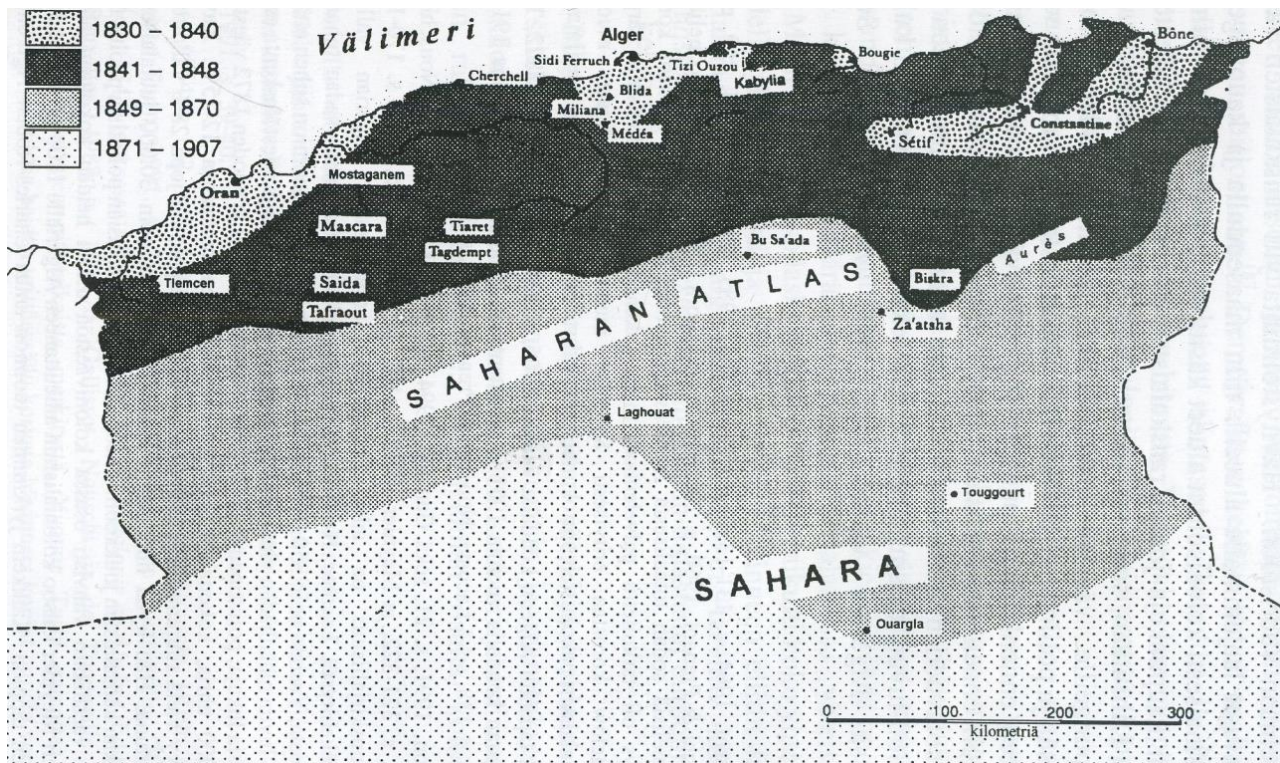 1830 – 1840
1841 – 1848
1849 – 1870
1871 – 1907
Välimeri
Alger
Sidi Ferruch
Cherchell
Tizi Ouzou
Kabylia
Bougie
Bône
Blida
Miliana
Médéa
Constantine
Sétif
Oran
Mostaganem
Mascara
Tiaret
Tagdempt
Bu Sa'ada
Aurès
Tlemcen
Saida
Tafraout
Biskra
Za'atsha
SAHARAN ATLAS
Laghouat
Touggourt
SAHARA
Ouargla
0 100 200 300
kilometriä